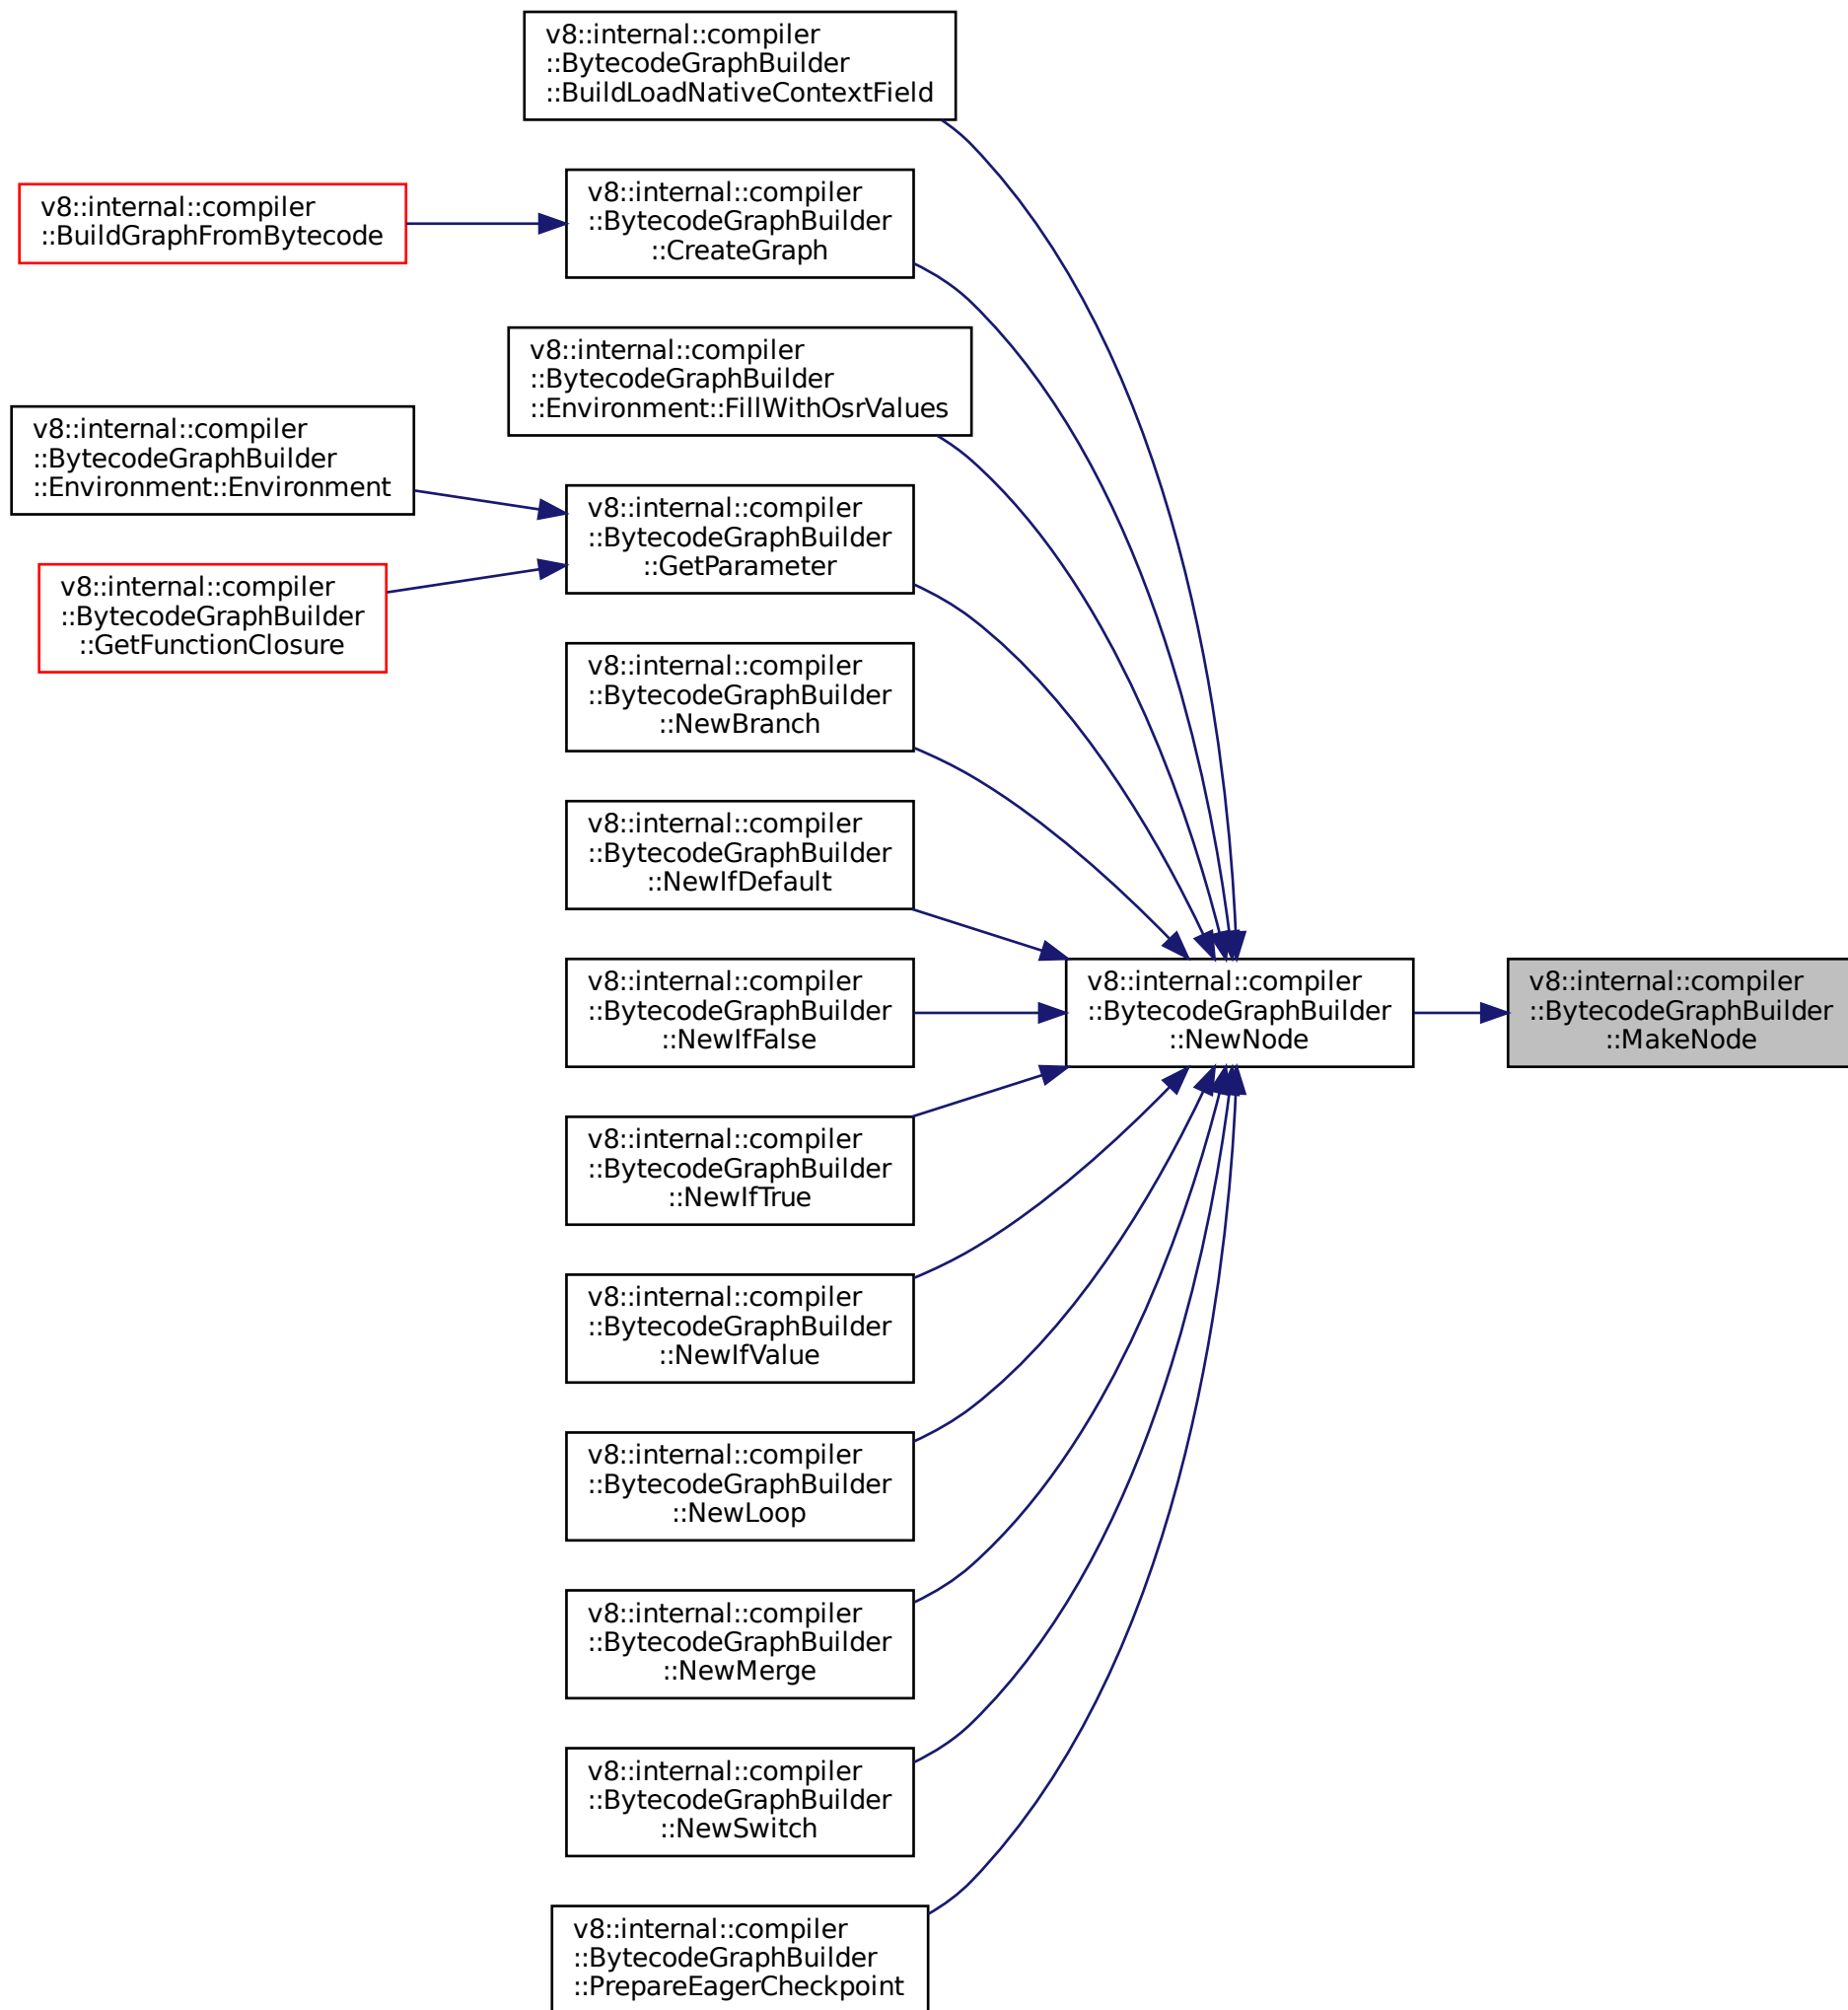 v8::internal::compiler
::BytecodeGraphBuilder
::BuildLoadNativeContextField
v8::internal::compiler
::BuildGraphFromBytecode
v8::internal::compiler
::BytecodeGraphBuilder
::CreateGraph
v8::internal::compiler
::BytecodeGraphBuilder
::Environment::FillWithOsrValues
v8::internal::compiler
::BytecodeGraphBuilder
::Environment::Environment
v8::internal::compiler
::BytecodeGraphBuilder
::GetParameter
v8::internal::compiler
::BytecodeGraphBuilder
::GetFunctionClosure
v8::internal::compiler
::BytecodeGraphBuilder
::NewBranch
v8::internal::compiler
::BytecodeGraphBuilder
::NewIfDefault
v8::internal::compiler
::BytecodeGraphBuilder
::NewIfFalse
v8::internal::compiler
::BytecodeGraphBuilder
::NewNode
v8::internal::compiler
::BytecodeGraphBuilder
::MakeNode
v8::internal::compiler
::BytecodeGraphBuilder
::NewIfTrue
v8::internal::compiler
::BytecodeGraphBuilder
::NewIfValue
v8::internal::compiler
::BytecodeGraphBuilder
::NewLoop
v8::internal::compiler
::BytecodeGraphBuilder
::NewMerge
v8::internal::compiler
::BytecodeGraphBuilder
::NewSwitch
v8::internal::compiler
::BytecodeGraphBuilder
::PrepareEagerCheckpoint